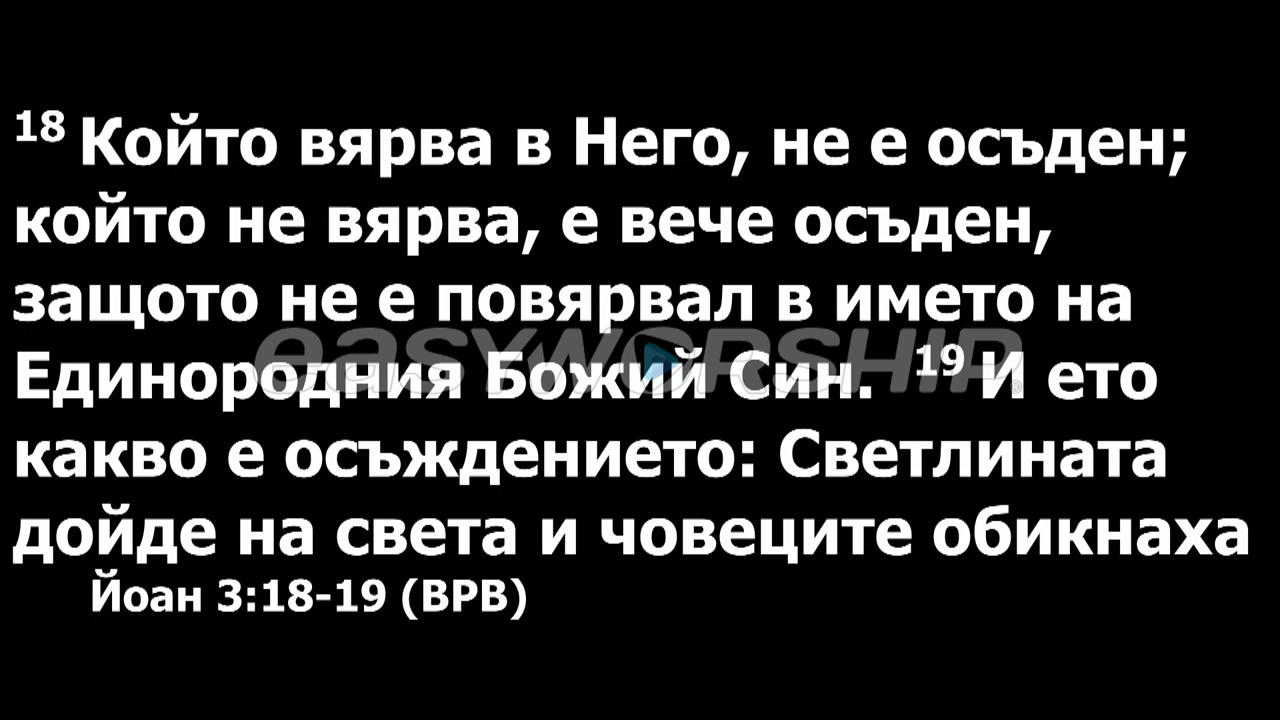 18 Който вярва в Него, не е осъден;
който не вярва, е вече осъден,
защото не е повярвал в името на
Единородния Божий Син. 19 И ето
easyworship®
какво е осъждението: Светлината
дойде на света и човеците обикнаха
Йоан 3:18-19 (ВРВ)